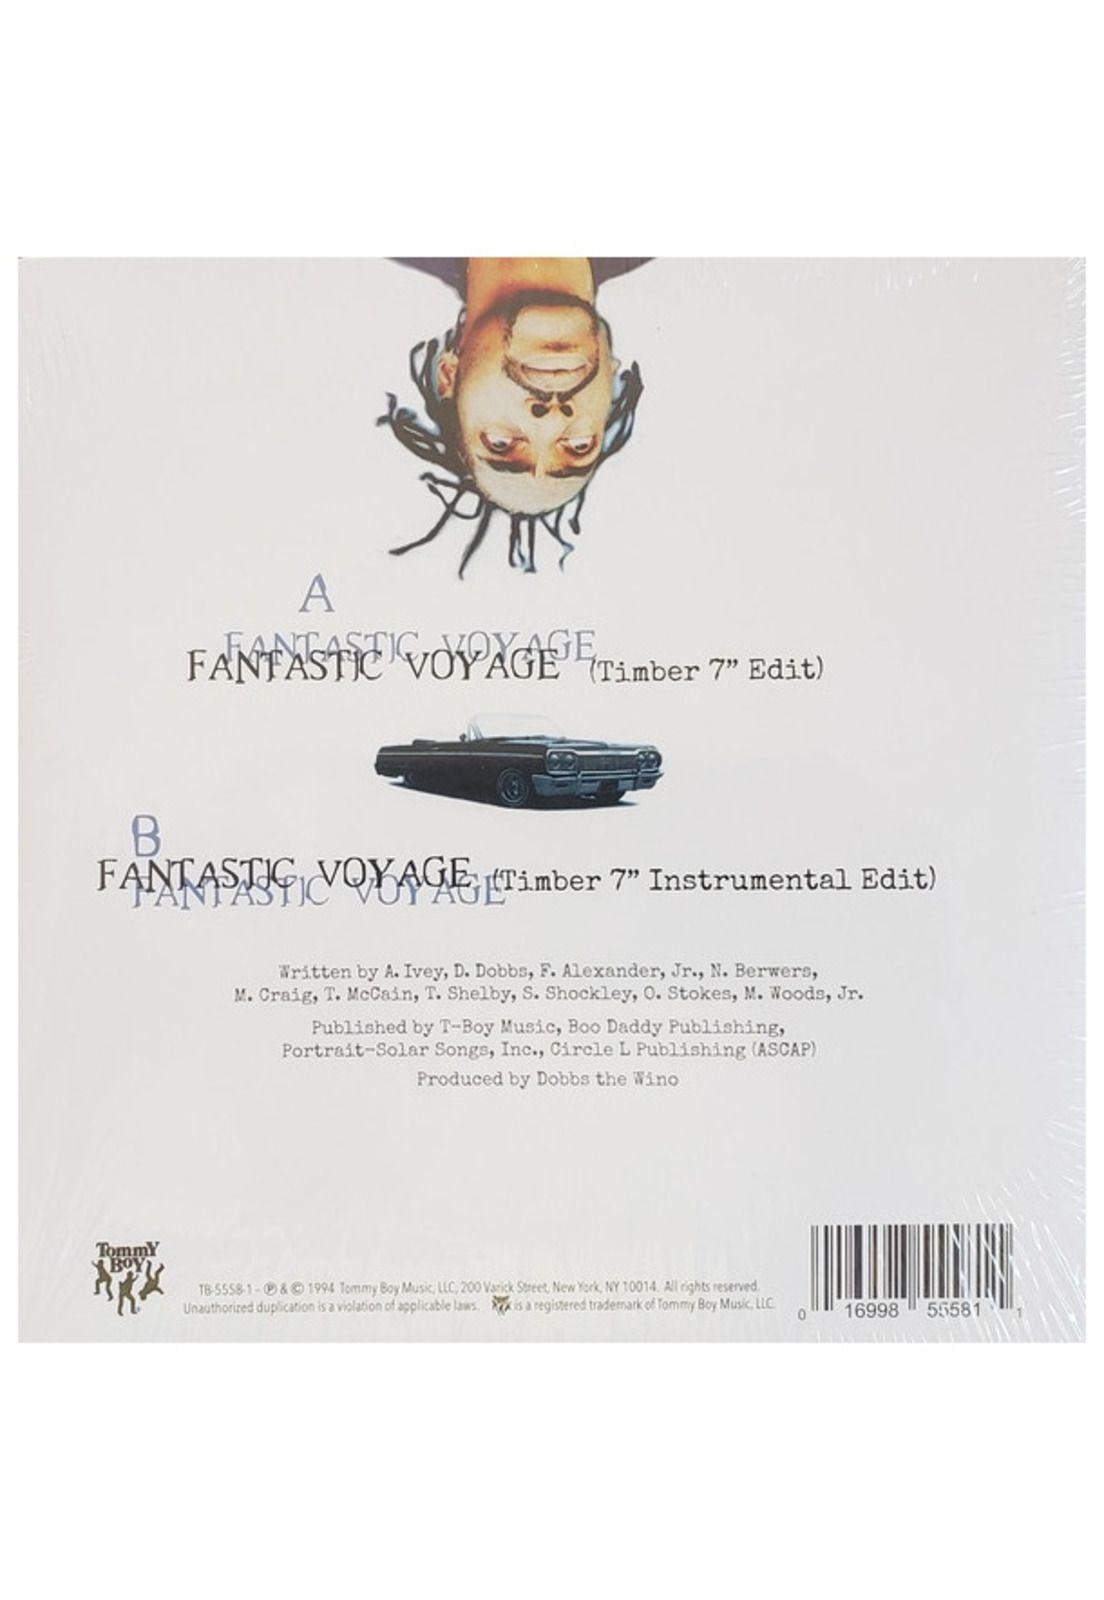 A
FANTASTIC VOYAGE
FANTASTIC VOYAGE (Timber 7" Edit)
B
FANTASTIC VOYAGE (Timber 7" Instrumental Edit)
FANTASTIC VOYAGE
Written by A. Ivey, D. Dobbs, F. Alexander, Jr., N. Berwers,
M. Craig, T. McCain, T. Shelby, S. Shockley, O. Stokes, M. Woods, Jr.
Published by T-Boy Music, Boo Daddy Publishing,
Portrait-Solar Songs, Inc., Circle L Publishing (ASCAP)
Produced by Dobbs the Wino
Tommy
Boy
TB-5558-1 - ℗ & © 1994 Tommy Boy Music, LLC, 200 Varick Street, New York, NY 10014. All rights reserved.
Unauthorized duplication is a violation of applicable laws. is a registered trademark of Tommy Boy Music, LLC.
0 16998 55581 1